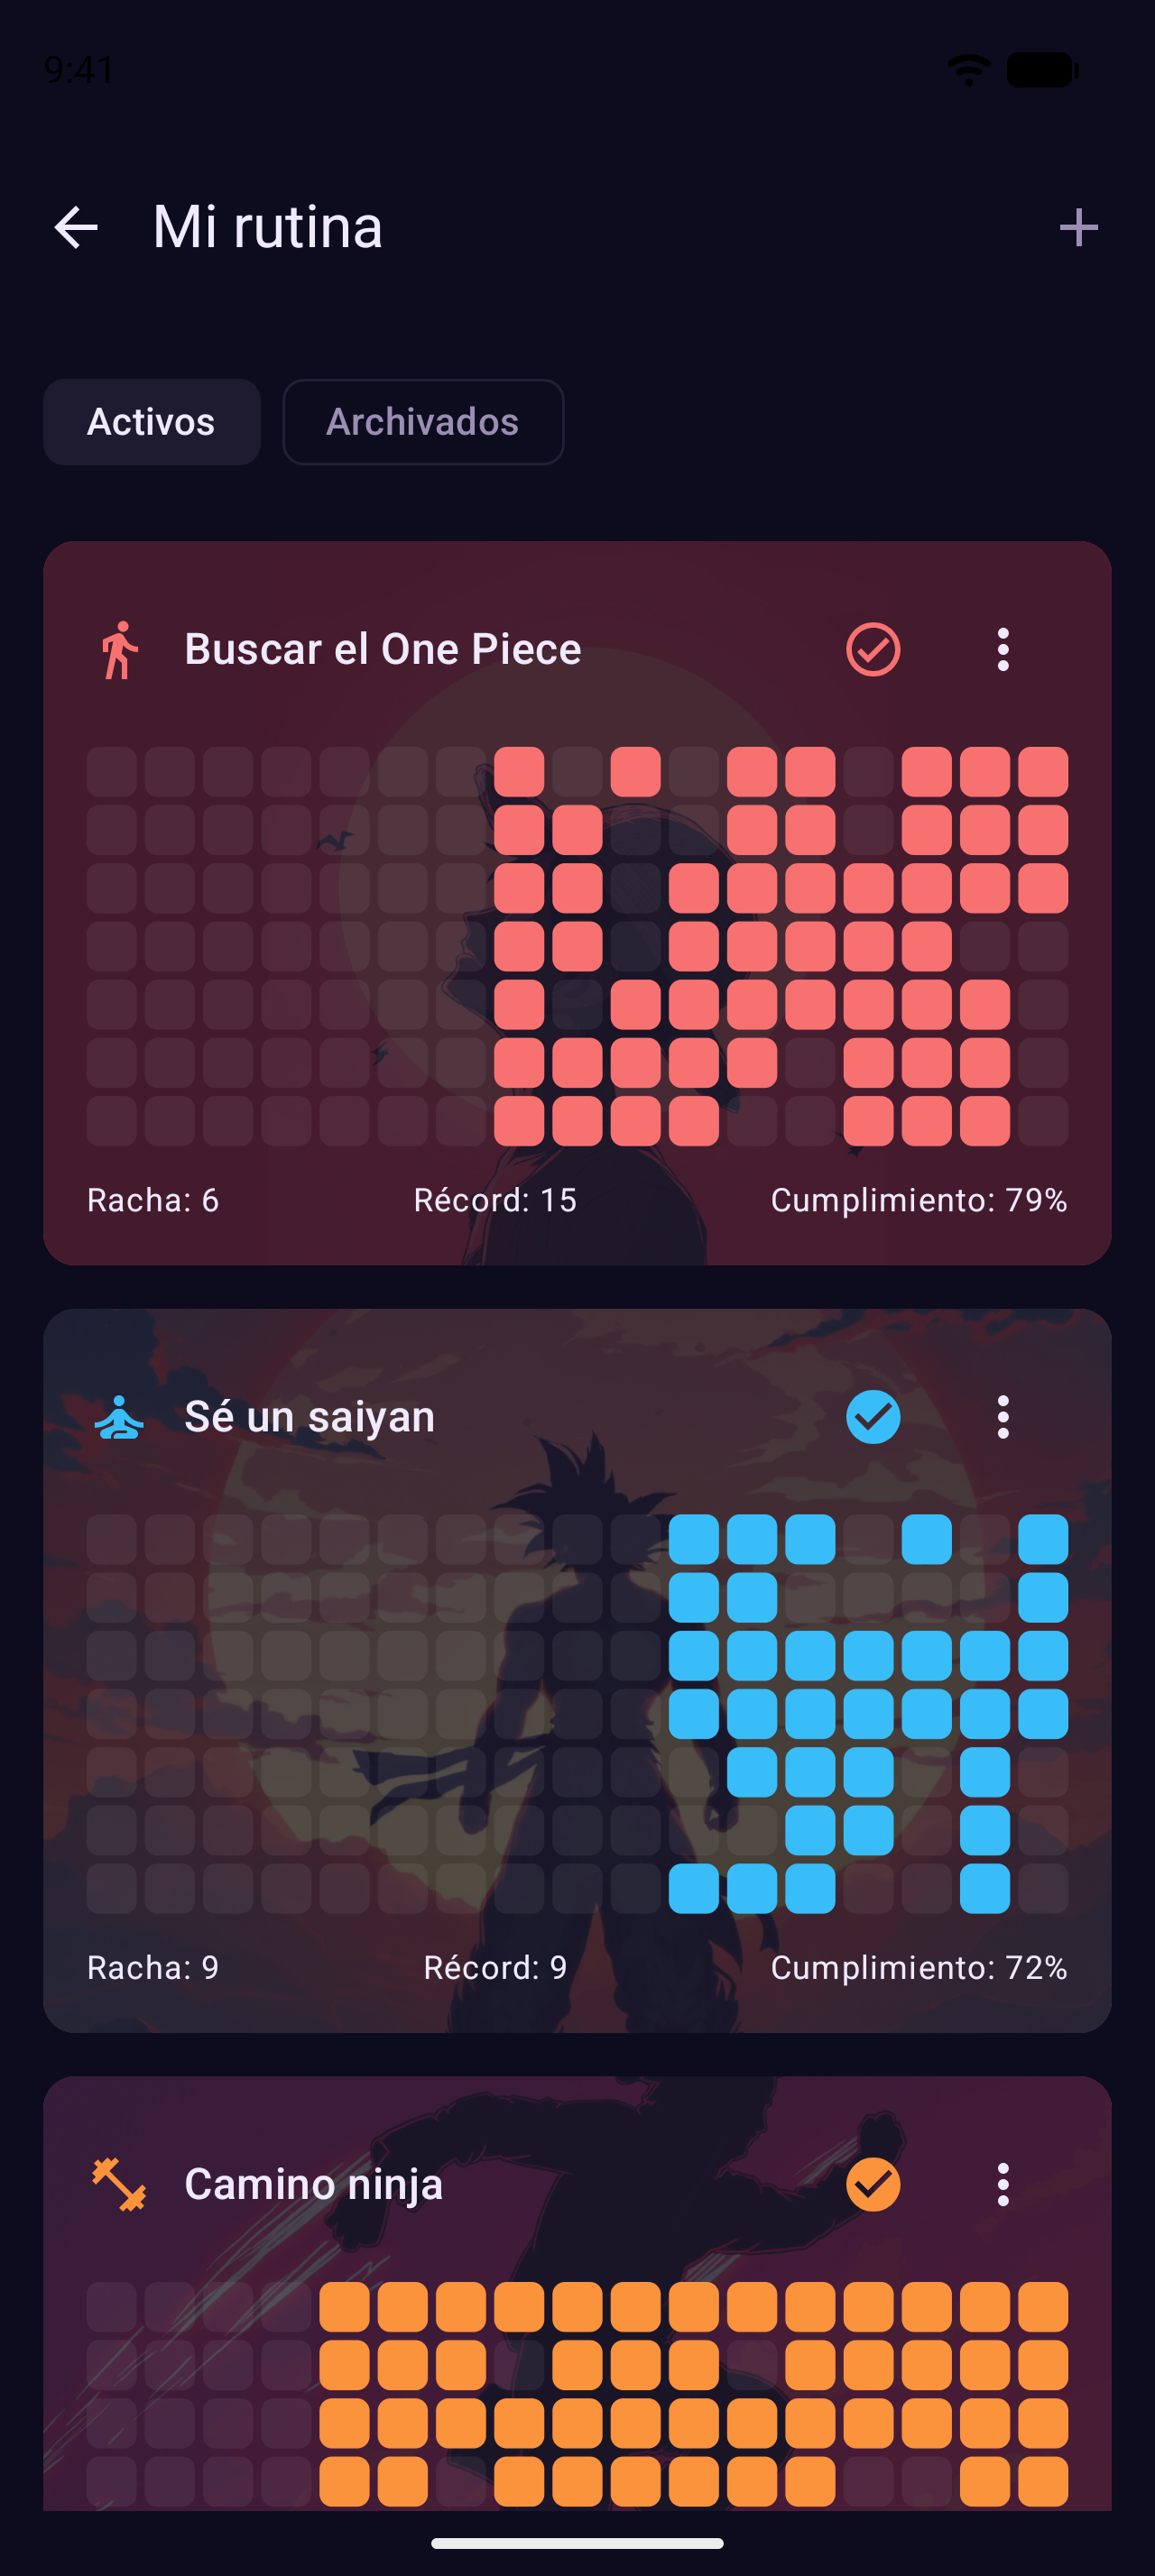 9:41
Mi rutina
Activos
Archivados
Buscar el One Piece
Racha: 6
Récord: 15
Cumplimiento: 79%
Sé un saiyan
Racha: 9
Récord: 9
Cumplimiento: 72%
Camino ninja